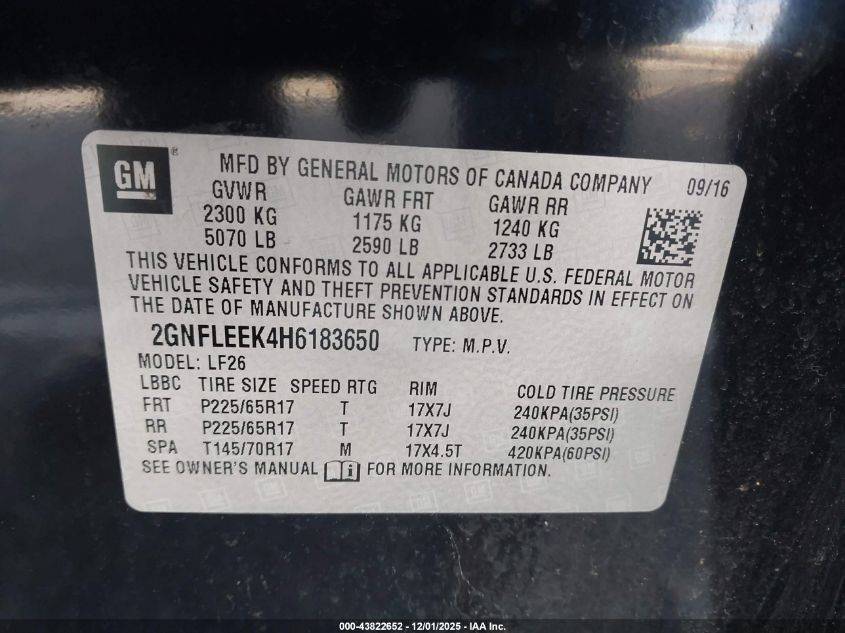 GM®
MFD BY GENERAL MOTORS OF CANADA COMPANY 09/16
GVWR GAWR FRT GAWR RR
2300 KG 1175 KG 1240 KG
5070 LB 2590 LB 2733 LB
THIS VEHICLE CONFORMS TO ALL APPLICABLE U.S. FEDERAL MOTOR
VEHICLE SAFETY AND THEFT PREVENTION STANDARDS IN EFFECT ON
THE DATE OF MANUFACTURE SHOWN ABOVE.
2GNFLEEK4H6183650 TYPE: M.P.V.
MODEL: LF26
LBBC TIRE SIZE SPEED RTG RIM COLD TIRE PRESSURE
FRT P225/65R17 T 17X7J 240KPA(35PSI)
RR P225/65R17 T 17X7J 240KPA(35PSI)
SPA T145/70R17 M 17X4.5T 420KPA(60PSI)
SEE OWNER'S MANUAL FOR MORE INFORMATION.
000-43822652 - 12/01/2025 - IAA Inc.